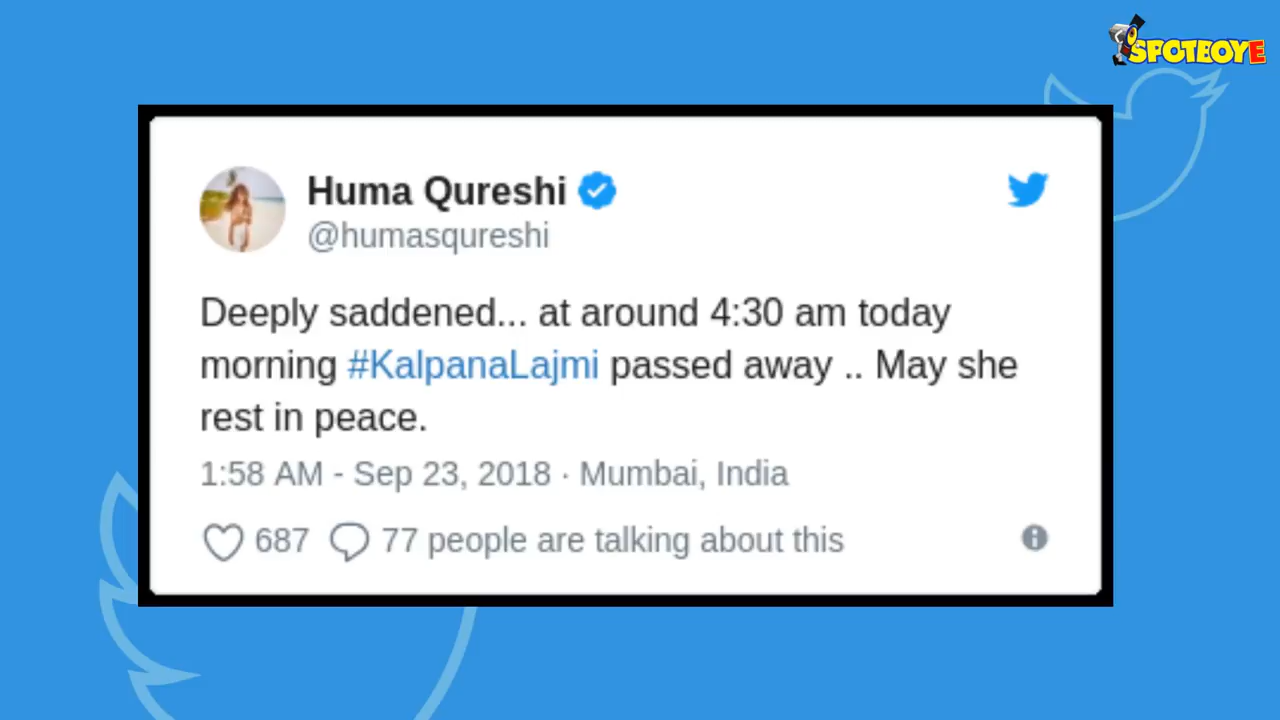 SPOTBOYE
Huma Qureshi
@humasqureshi
Deeply saddened... at around 4:30 am today
morning #KalpanaLajmi passed away .. May she
rest in peace.
1:58 AM - Sep 23, 2018 · Mumbai, India
687 77 people are talking about this